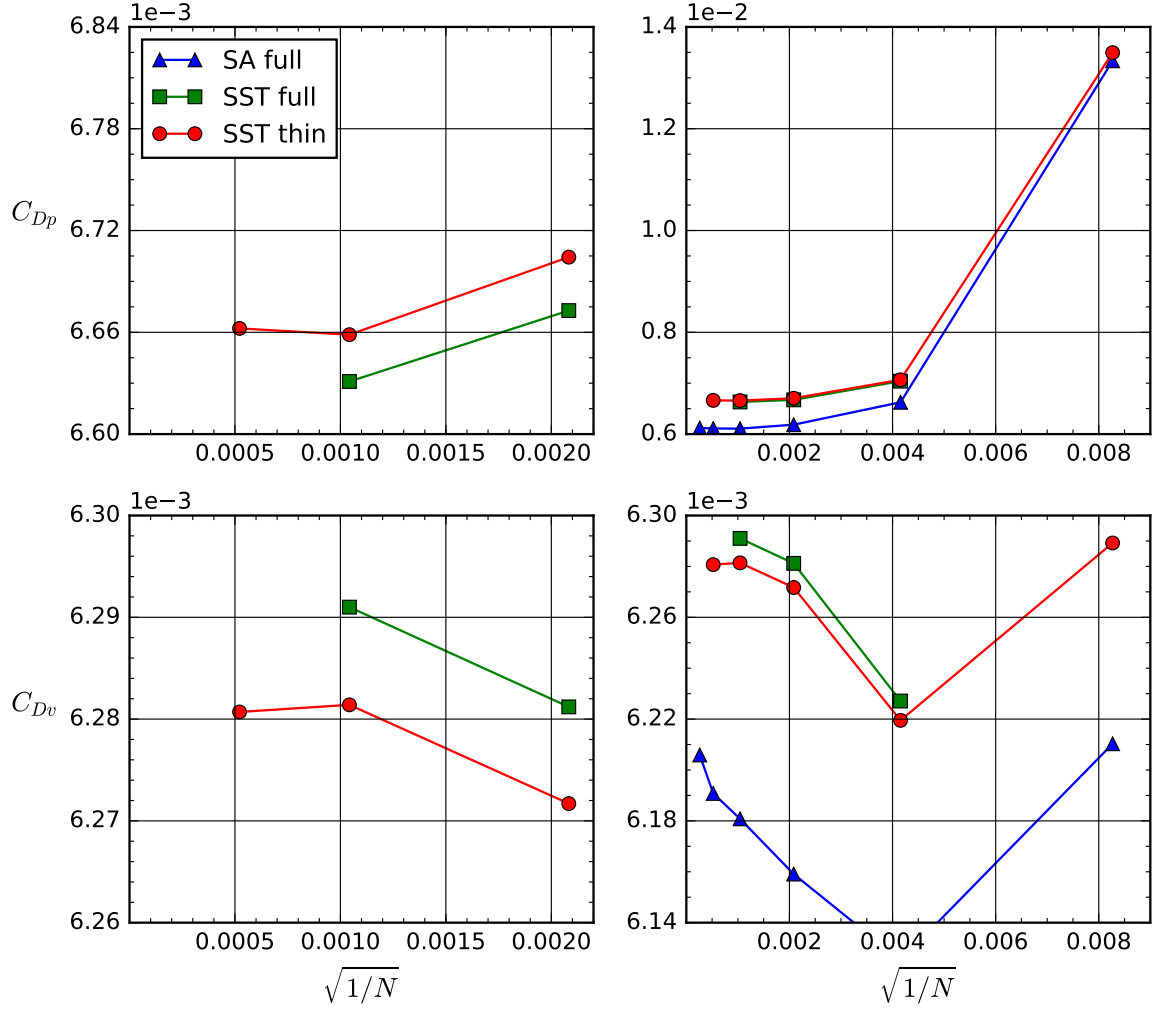 1e−3
6.84
6.78
6.72
6.66
6.60
C_{Dp}
SA full
SST full
SST thin
0.0005 0.0010 0.0015 0.0020
1e−2
1.4
1.2
1.0
0.8
0.6
0.002 0.004 0.006 0.008
1e−3
6.30
6.29
6.28
6.27
6.26
C_{Dv}
0.0005 0.0010 0.0015 0.0020
√1/N
1e−3
6.30
6.26
6.22
6.18
6.14
0.002 0.004 0.006 0.008
√1/N